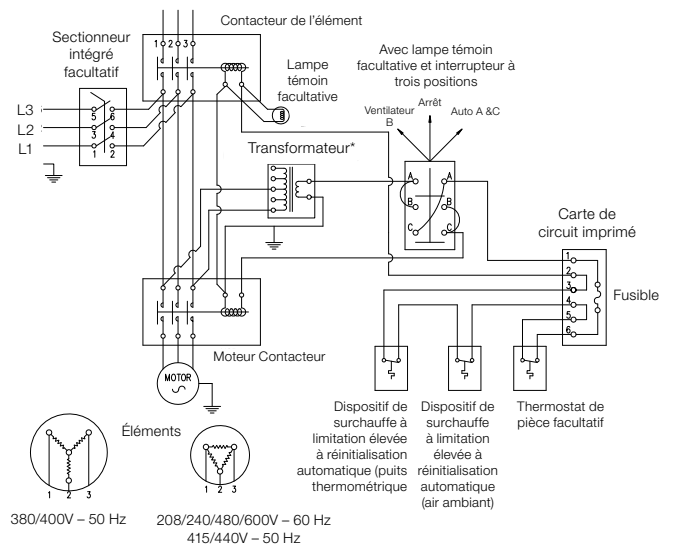 Contacteur de l'élément
Sectionneur
intégré
facultatif
1 2 3
Lampe
témoin
facultative
Avec lampe témoin
facultative et interrupteur à
trois positions
Ventilateur
B
Arrêt
Auto A &C
L3
L2
L1
5 6
3 4
1 2
Transformateur*
A A
B B
C C
Carte de
circuit imprimé
1
2
3
4
5
6
Fusible
Moteur Contacteur
MOTOR
Dispositif de
surchauffe à
limitation élevée
à réinitialisation
automatique (puits
thermométrique
Dispositif de
surchauffe
à limitation
élevée à
réinitialisation
automatique
(air ambiant)
Thermostat de
pièce facultatif
Éléments
1 2 3
1 2 3
380/400V – 50 Hz
208/240/480/600V – 60 Hz
415/440V – 50 Hz